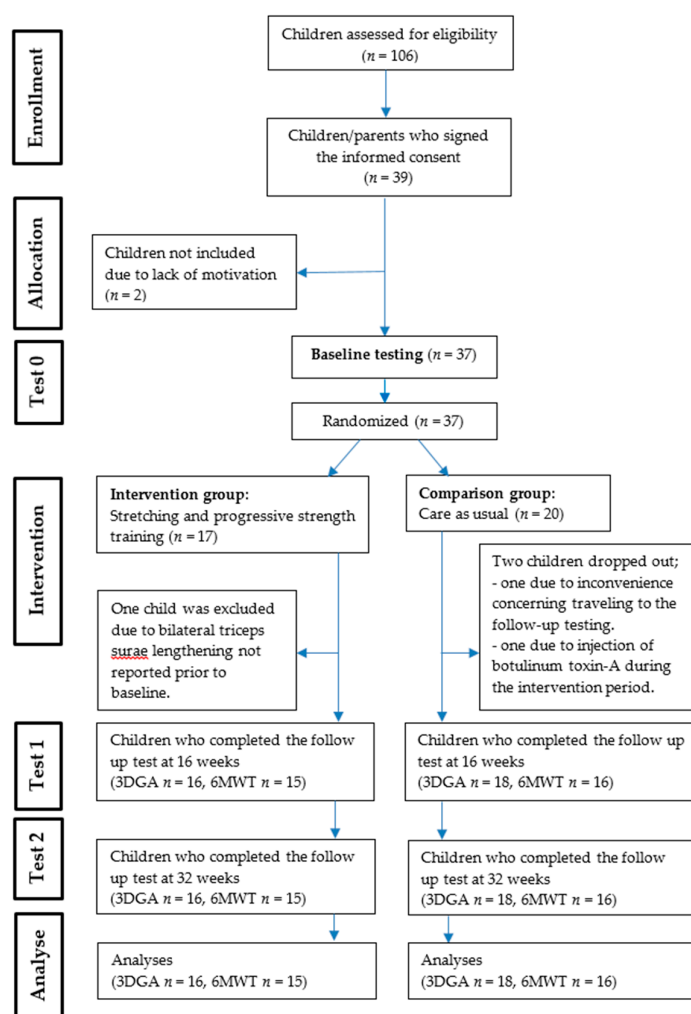 Enrollment
Children assessed for eligibility
(n = 106)
Children/parents who signed
the informed consent
(n = 39)
Allocation
Children not included
due to lack of motivation
(n = 2)
Test 0
Baseline testing (n = 37)
Randomized (n = 37)
Intervention
Intervention group:
Stretching and progressive strength
training (n = 17)
Comparison group:
Care as usual (n = 20)
One child was excluded
due to bilateral triceps
surae lengthening not
reported prior to
baseline.
Two children dropped out;
- one due to inconvenience
concerning traveling to the
follow-up testing.
- one due to injection of
botulinum toxin-A during
the intervention period.
Test 1
Children who completed the follow
up test at 16 weeks
(3DGA n = 16, 6MWT n = 15)
Children who completed the follow up
test at 16 weeks
(3DGA n = 18, 6MWT n = 16)
Test 2
Children who completed the follow
up test at 32 weeks
(3DGA n = 16, 6MWT n = 15)
Children who completed the follow
up test at 32 weeks
(3DGA n = 18, 6MWT n = 16)
Analyse
Analyses
(3DGA n = 16, 6MWT n = 15)
Analyses
(3DGA n = 18, 6MWT n = 16)